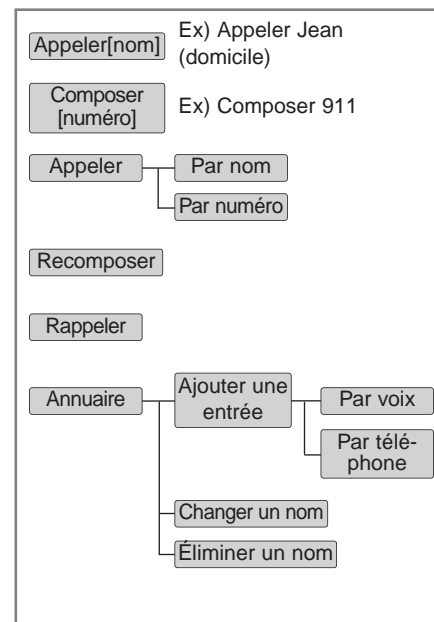 Appeler[nom]
Ex) Appeler Jean
(domicile)
Composer
[numéro]
Ex) Composer 911
Appeler
Par nom
Par numéro
Recomposer
Rappeler
Annuaire
Ajouter une
entrée
Par voix
Par télé-
phone
Changer un nom
Éliminer un nom